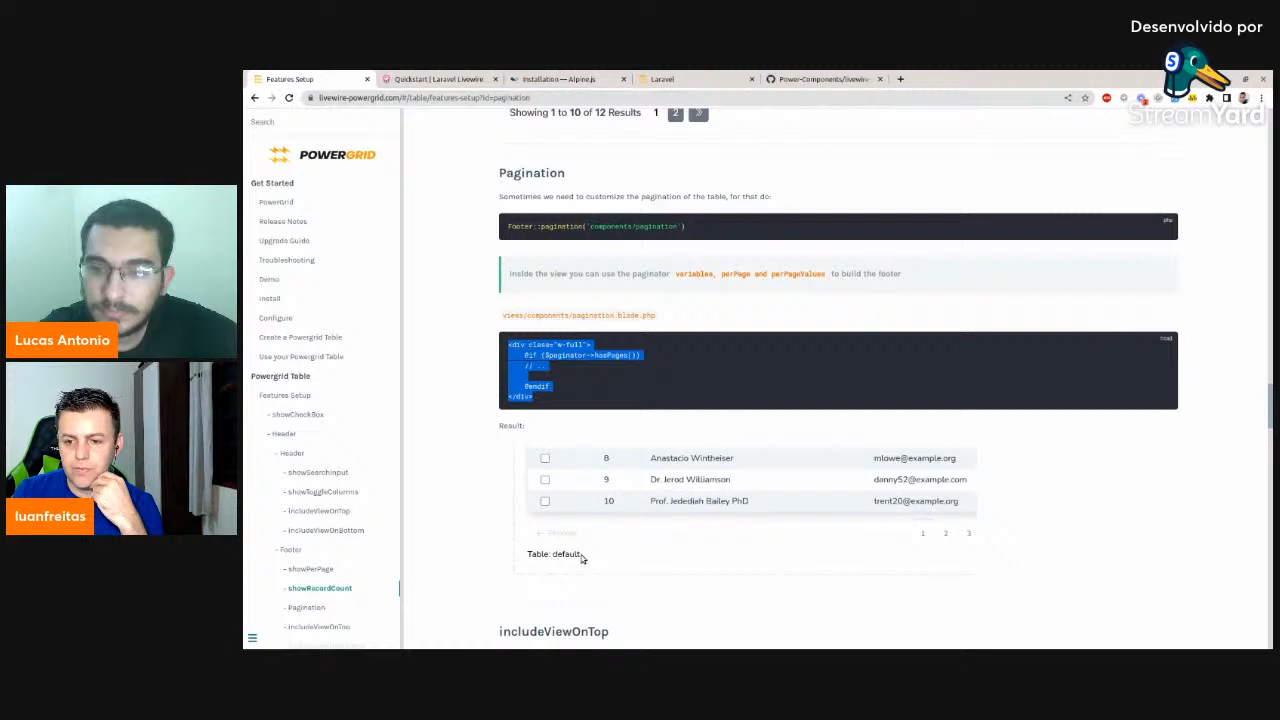 Desenvolvido por
S
StreamYard
Features Setup
Quickstart | Laravel Livewire
Installation — Alpine.js
Laravel
Power-Components/livewire-
livewire-powergrid.com/#/table/features-setup?id=pagination
Search
POWERGRID
Get Started
PowerGrid
Release Notes
Upgrade Guide
Troubleshooting
Demo
Install
Configure
Create a Powergrid Table
Use your Powergrid Table
Powergrid Table
Features Setup
- showCheckBox
- Header
- Header
- showSearchInput
- showToggleColumns
- includeViewOnTop
- includeViewOnBottom
- Footer
- showPerPage
- showRecordCount
- Pagination
- includeViewOnTop
Showing 1 to 10 of 12 Results 1 2 »
Pagination
Sometimes we need to customize the pagination of the table, for that do:
php
Footer::pagination('components/pagination')
Inside the view you can use the paginator variables, perPage and perPageValues to build the footer
views/components/pagination.blade.php
html
<div class="w-full">
@if ($paginator->hasPages())
// ..
@endif
</div>
Result:
8 Anastacio Wintheiser mlowe@example.org
9 Dr. Jerod Williamson danny52@example.com
10 Prof. Jedediah Bailey PhD trent20@example.org
← Previous 1 2 3
Table: default
includeViewOnTop
Lucas Antonio
luanfreitas